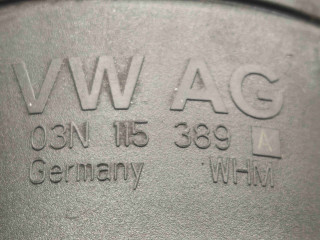 VW AG
03N 115 389 A
Germany WHM